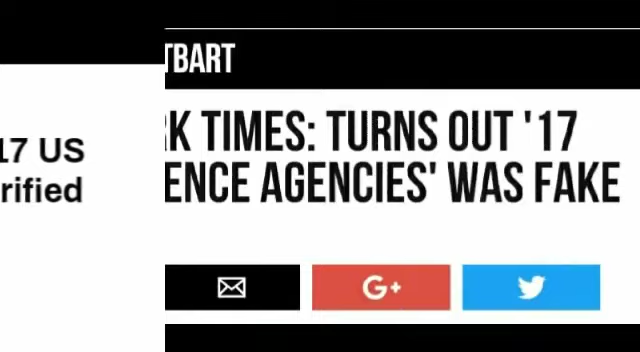 TBART
17 US
rified
RK TIMES: TURNS OUT '17
ENCE AGENCIES' WAS FAKE
G+